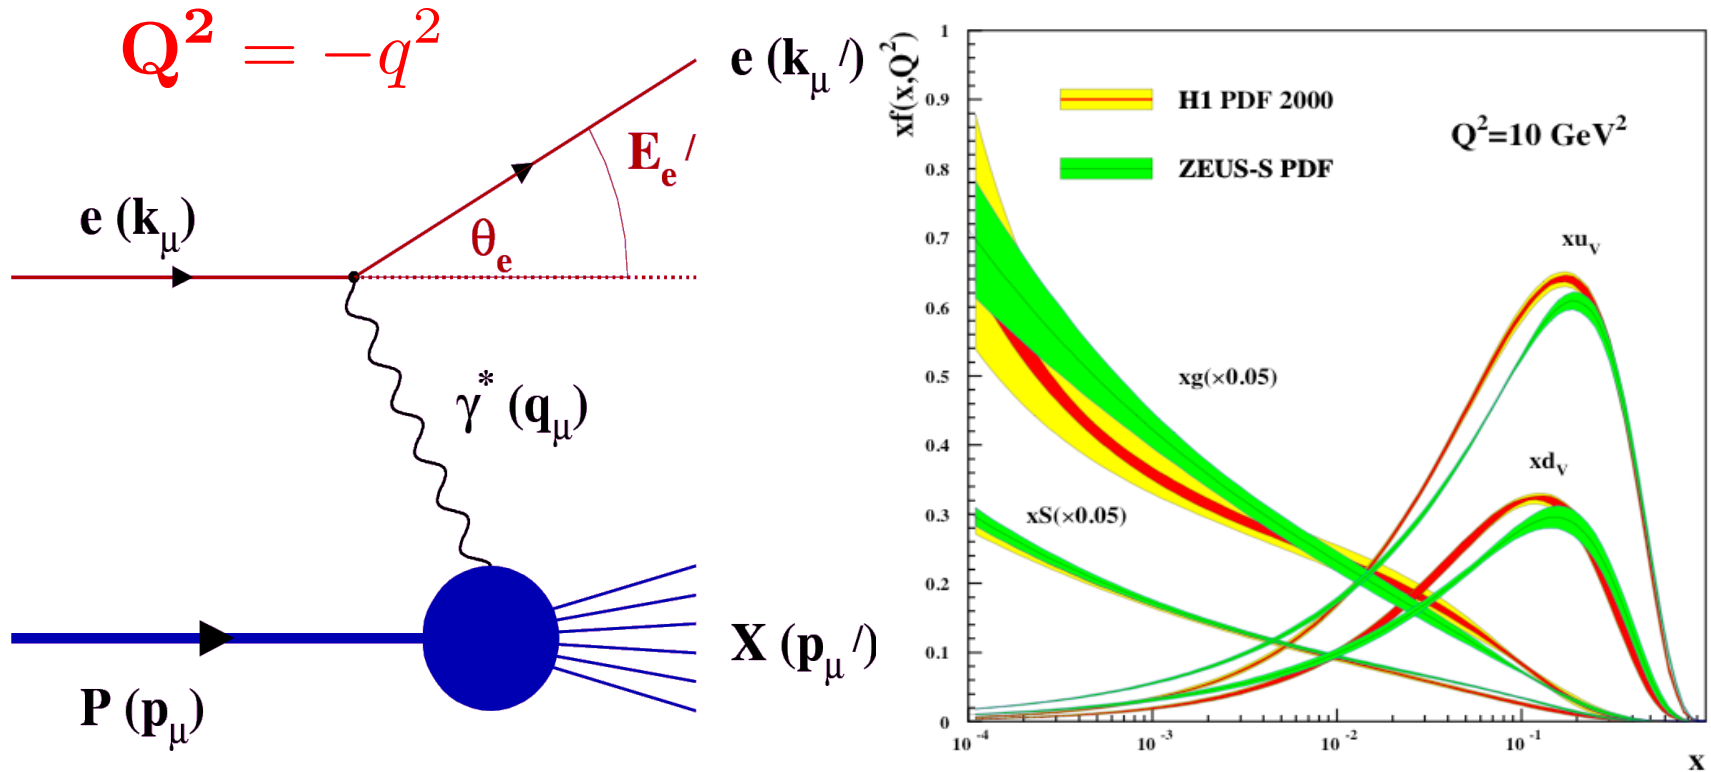 Q² = −q²
e (kμ ′)
Ee ′
e (kμ)
θe
γ* (qμ)
X (pμ ′)
P (pμ)
xf(x,Q²)
H1 PDF 2000
ZEUS-S PDF
Q²=10 GeV²
xuV
xg(×0.05)
xdV
xS(×0.05)
1
0.9
0.8
0.7
0.6
0.5
0.4
0.3
0.2
0.1
0
10⁻⁴ 10⁻³ 10⁻² 10⁻¹
x